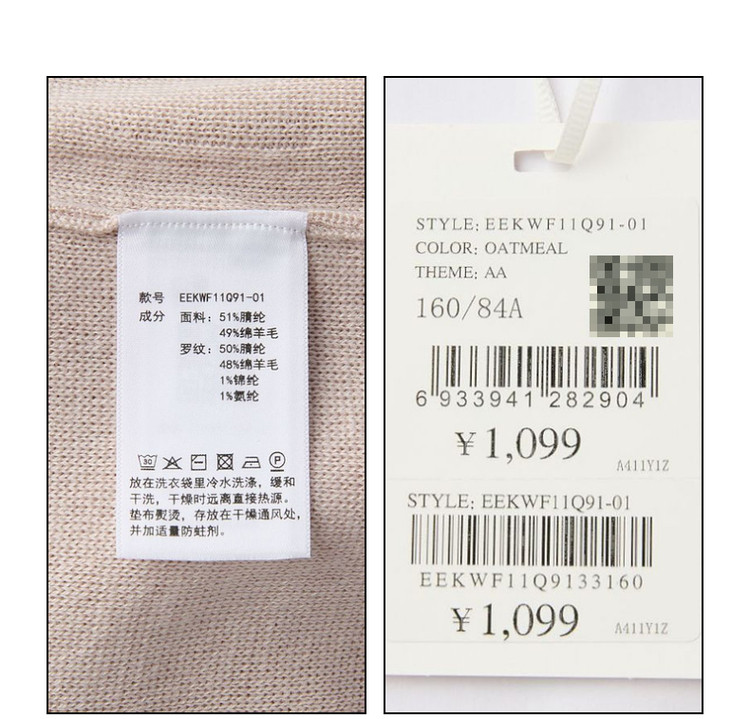 款号 EEKWF11Q91-01
成分 面料: 51%腈纶
49%绵羊毛
罗纹: 50%腈纶
48%绵羊毛
1%锦纶
1%氨纶
30 P
放在洗衣袋里冷水洗涤, 缓和
干洗, 干燥时远离直接热源。
垫布熨烫, 存放在干燥通风处,
并加适量防蛀剂。
STYLE: EEKWF11Q91-01
COLOR: OATMEAL
THEME: AA
160/84A
6 933941 282904
¥1,099
A411Y1Z
STYLE: EEKWF11Q91-01
EEKWF11Q9133160
¥1,099
A411Y1Z